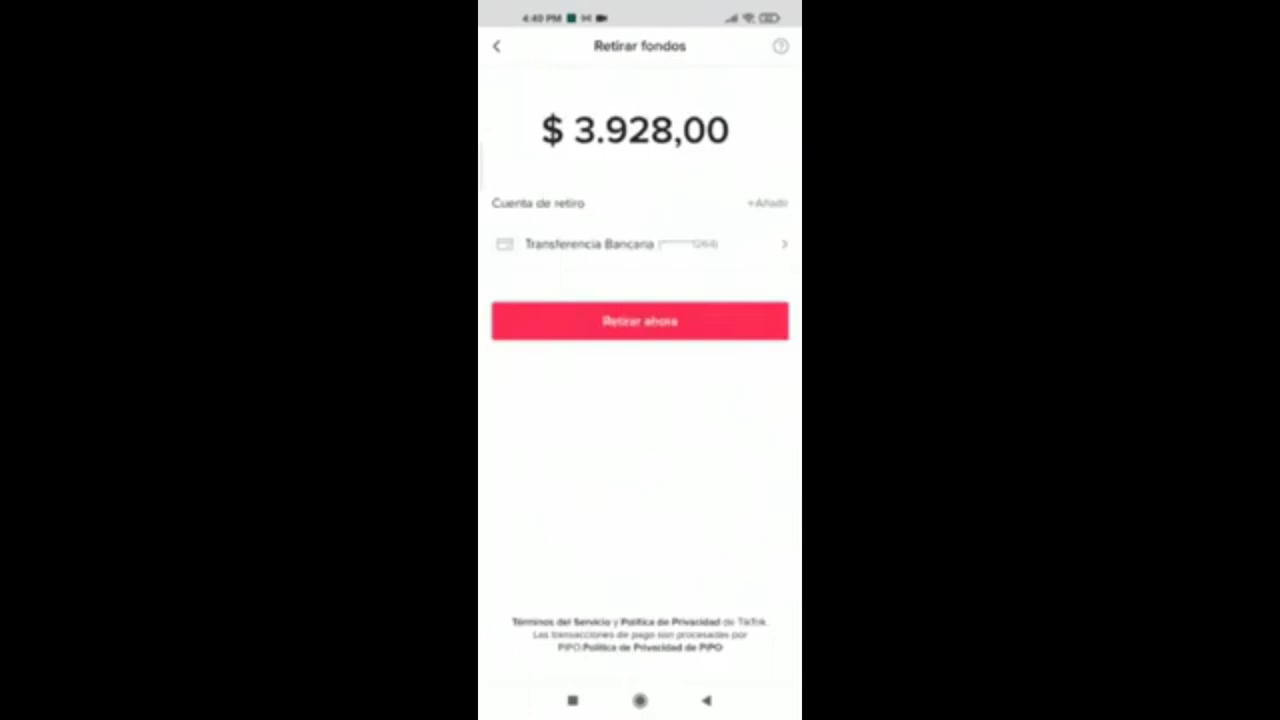 4:40 PM
Retirar fondos
$ 3.928,00
Cuenta de retiro
+Añadir
Transferencia Bancaria
Retirar ahora
Términos del Servicio y Política de Privacidad de TikTok.
Las transacciones de pago son procesadas por
PIPO.Política de Privacidad de PIPO